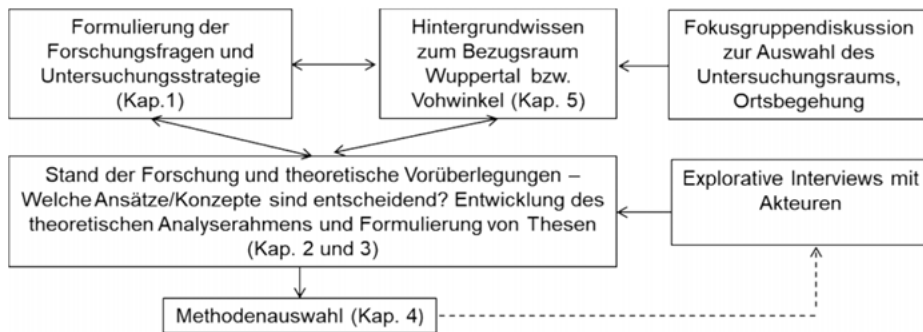 Formulierung der
Forschungsfragen und
Untersuchungsstrategie
(Kap.1)
Hintergrundwissen
zum Bezugsraum
Wuppertal bzw.
Vohwinkel (Kap. 5)
Fokusgruppendiskussion
zur Auswahl des
Untersuchungsraums,
Ortsbegehung
Stand der Forschung und theoretische Vorüberlegungen –
Welche Ansätze/Konzepte sind entscheidend? Entwicklung des
theoretischen Analyserahmens und Formulierung von Thesen
(Kap. 2 und 3)
Explorative Interviews mit
Akteuren
Methodenauswahl (Kap. 4)